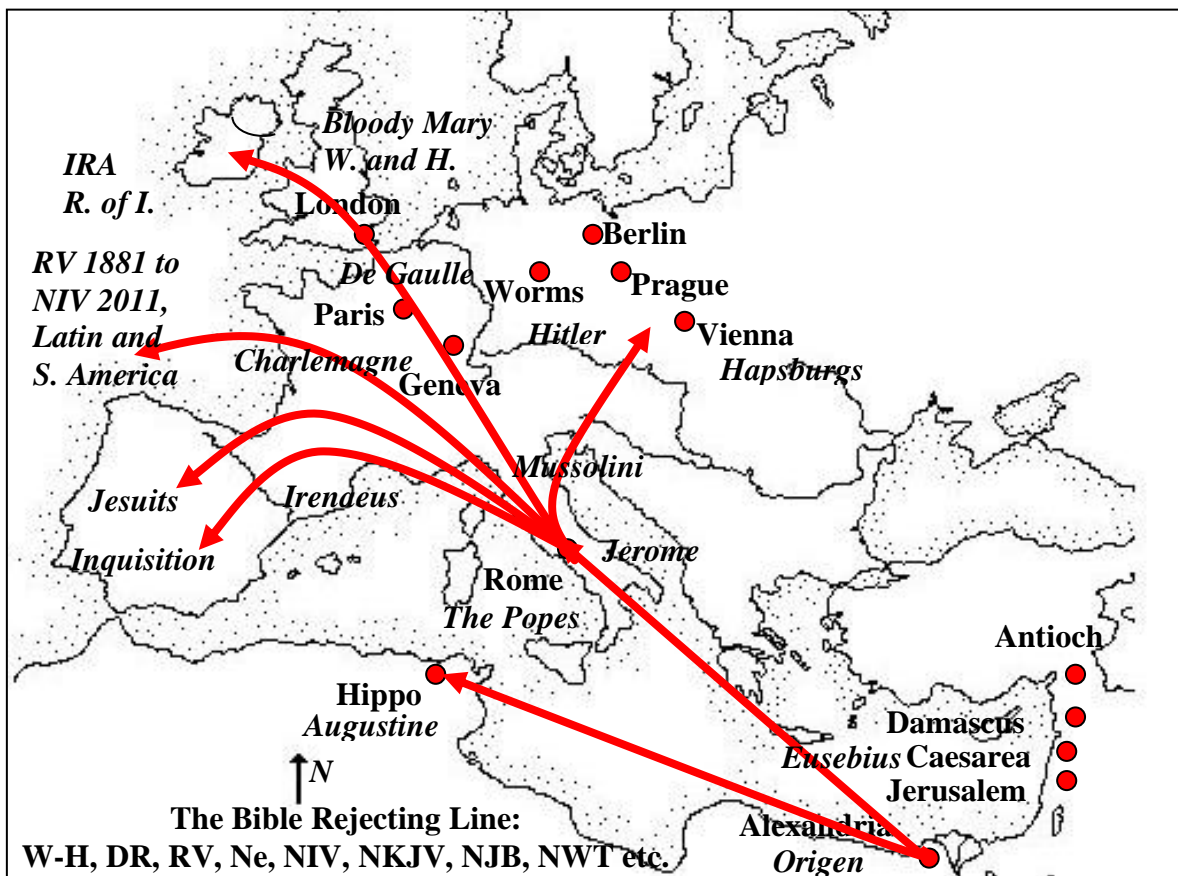 Bloody Mary
W. and H.
IRA
R. of I.
London
Berlin
RV 1881 to
NIV 2011,
Latin and
S. America
De Gaulle
Worms
Prague
Paris
Hitler
Vienna
Charlemagne
Hapsburgs
Geneva
Mussolini
Jesuits
Irenaeus
Inquisition
Jerome
Rome
The Popes
Antioch
Hippo
Augustine
Damascus
Eusebius Caesarea
Jerusalem
N
The Bible Rejecting Line:
Alexandria
W-H, DR, RV, Ne, NIV, NKJV, NJB, NWT etc.
Origen